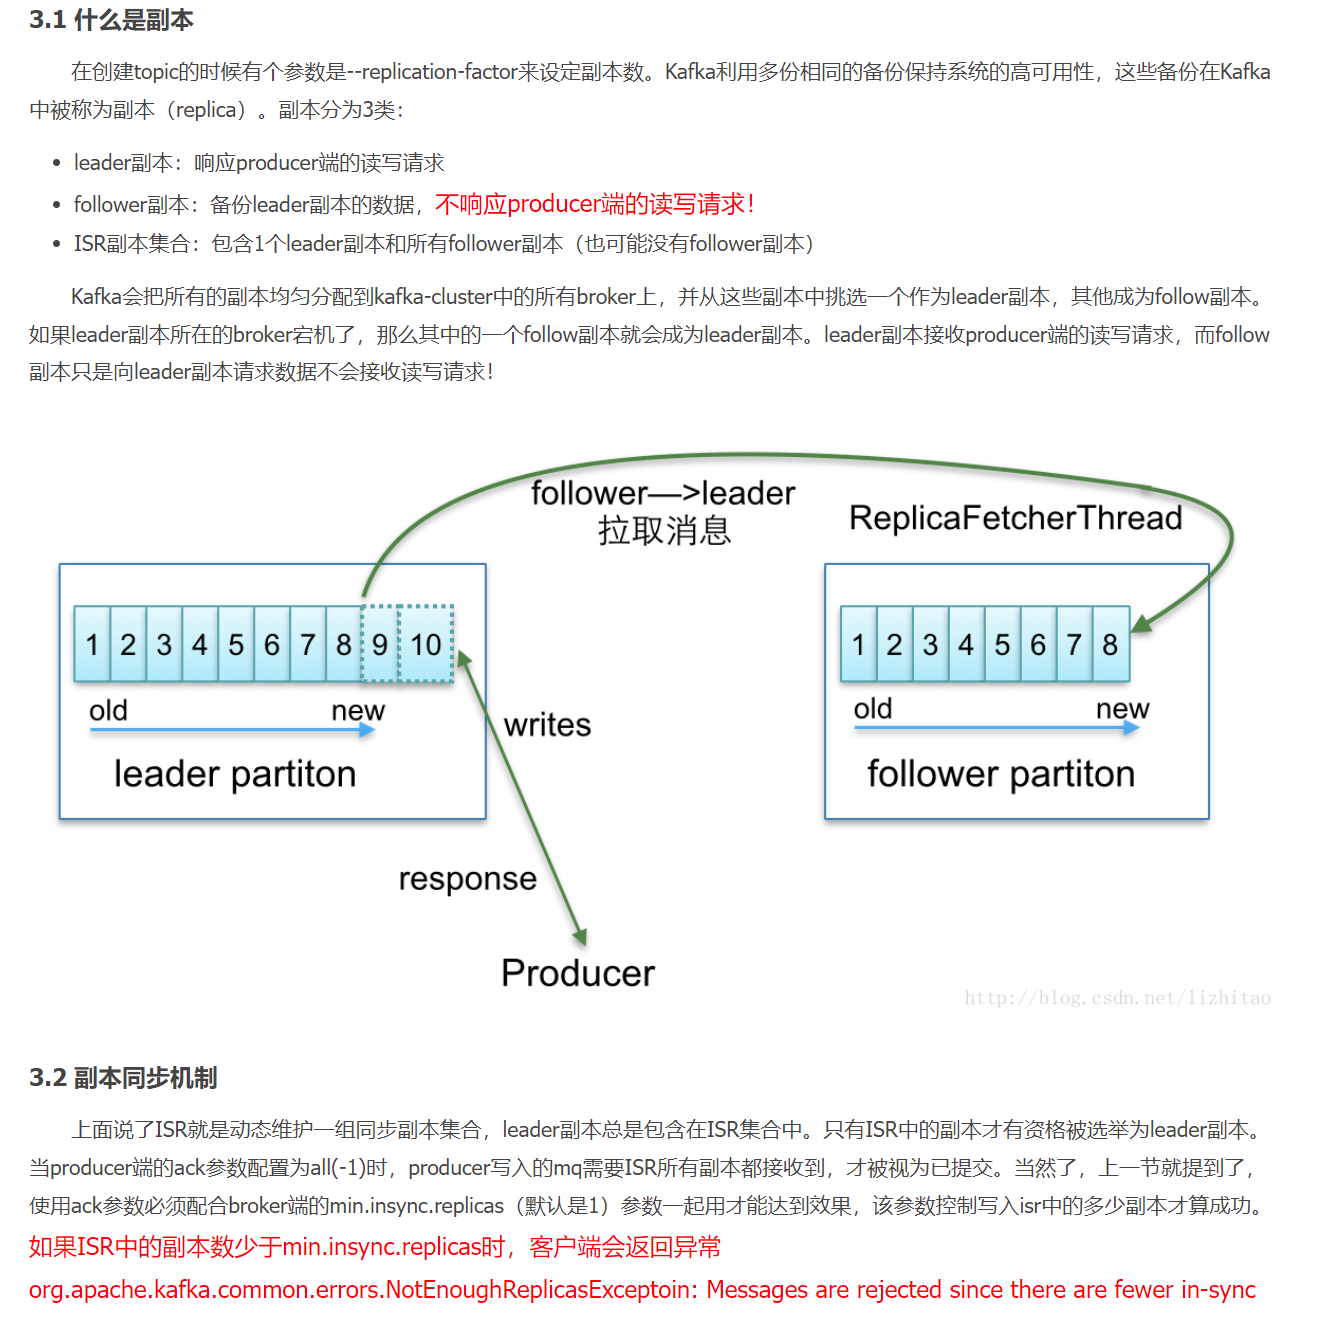 3.1 什么是副本
在创建topic的时候有个参数是--replication-factor来设定副本数。Kafka利用多份相同的备份保持系统的高可用性，这些备份在Kafka
中被称为副本（replica）。副本分为3类：
• leader副本：响应producer端的读写请求
• follower副本：备份leader副本的数据，不响应producer端的读写请求！
• ISR副本集合：包含1个leader副本和所有follower副本（也可能没有follower副本）
Kafka会把所有的副本均匀分配到kafka-cluster中的所有broker上，并从这些副本中挑选一个作为leader副本，其他成为follow副本。
如果leader副本所在的broker宕机了，那么其中的一个follow副本就会成为leader副本。leader副本接收producer端的读写请求，而follow
副本只是向leader副本请求数据不会接收读写请求！
follower—>leader
拉取消息
ReplicaFetcherThread
1 2 3 4 5 6 7 8 9 10
old new
leader partiton
1 2 3 4 5 6 7 8
old new
follower partiton
writes
response
Producer
http://blog.csdn.net/lizhitao
3.2 副本同步机制
上面说了ISR就是动态维护一组同步副本集合，leader副本总是包含在ISR集合中。只有ISR中的副本才有资格被选举为leader副本。
当producer端的ack参数配置为all(-1)时，producer写入的mq需要ISR所有副本都接收到，才被视为已提交。当然了，上一节就提到了，
使用ack参数必须配合broker端的min.insync.replicas（默认是1）参数一起用才能达到效果，该参数控制写入isr中的多少副本才算成功。
如果ISR中的副本数少于min.insync.replicas时，客户端会返回异常
org.apache.kafka.common.errors.NotEnoughReplicasExceptoin: Messages are rejected since there are fewer in-sync